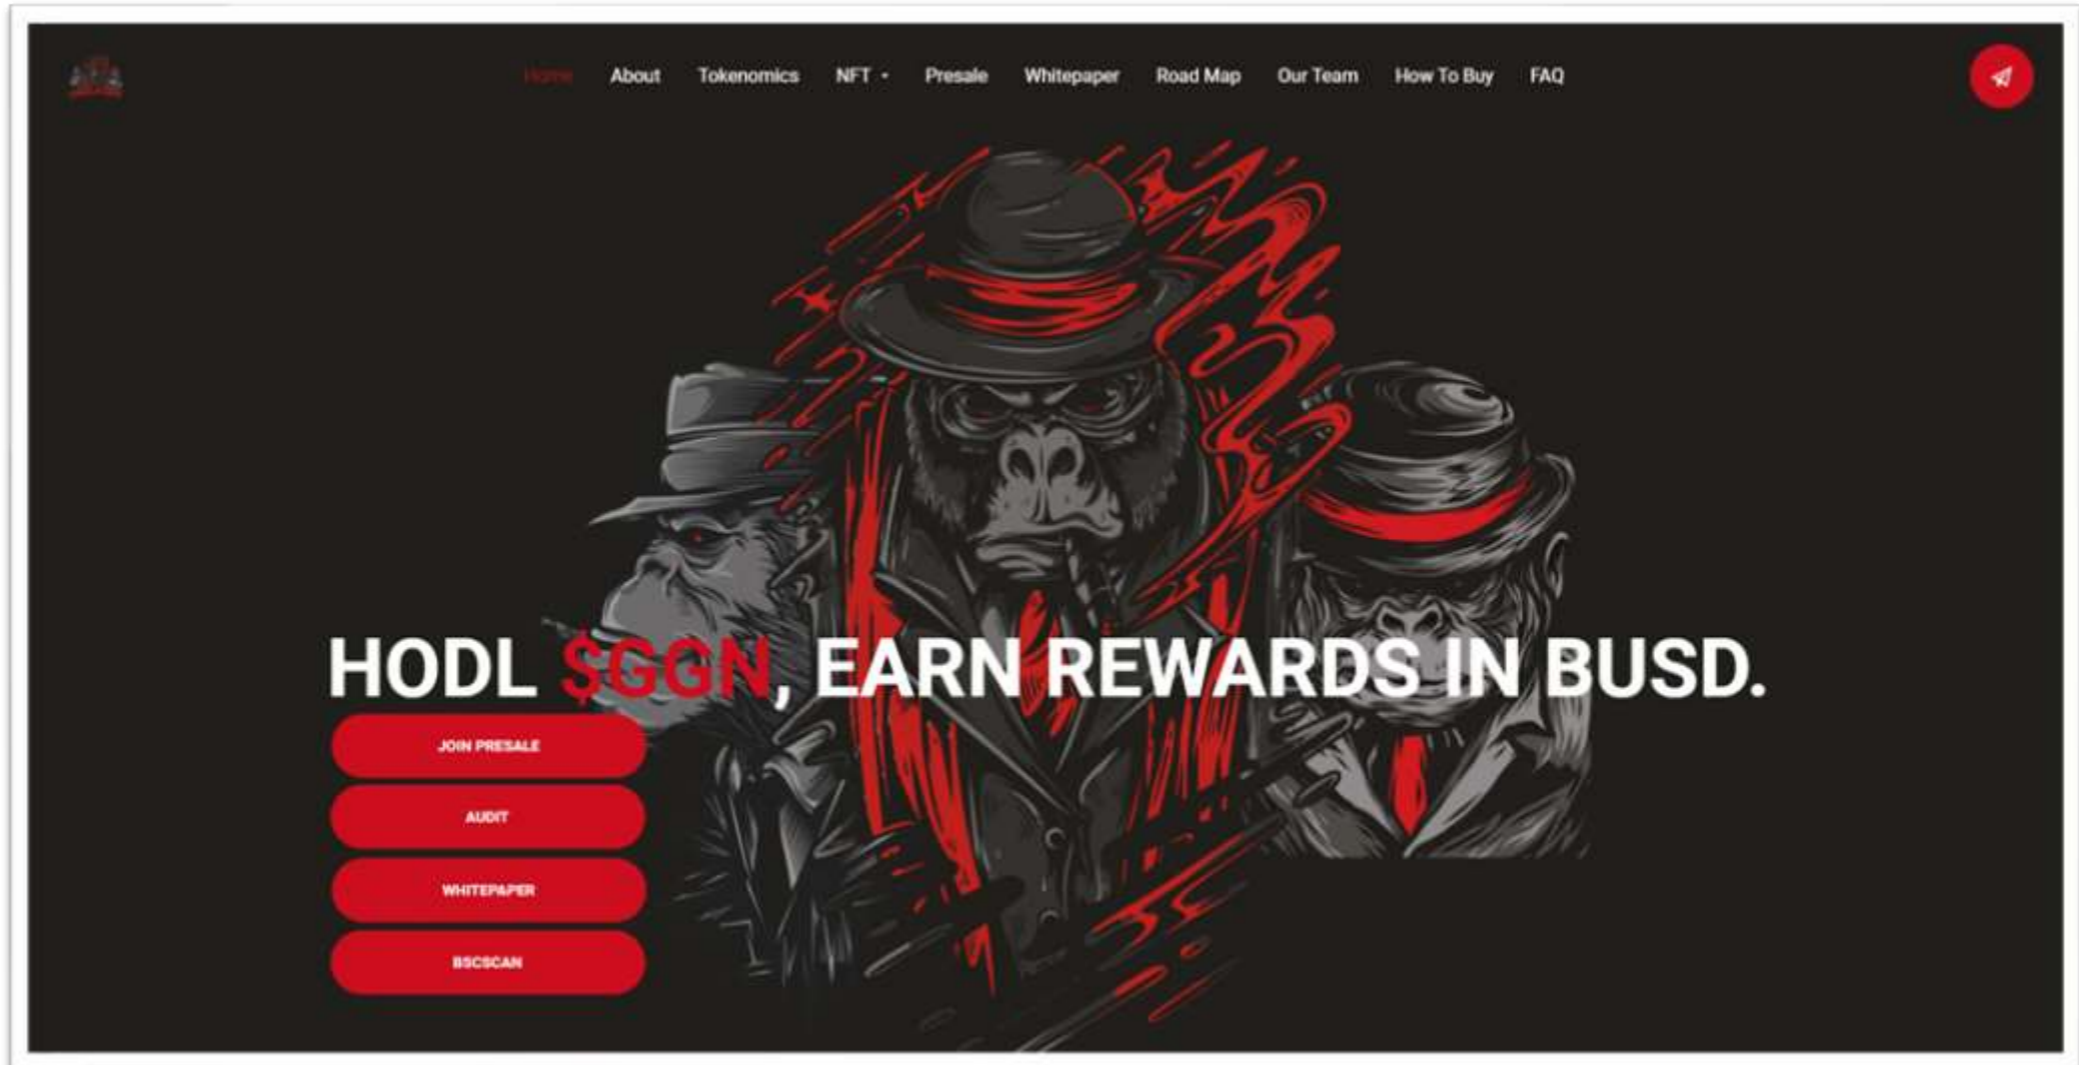 Home About Tokenomics NFT Presale Whitepaper Road Map Our Team How To Buy FAQ
HODL $GGN, EARN REWARDS IN BUSD.
JOIN PRESALE
AUDIT
WHITEPAPER
BSCSCAN